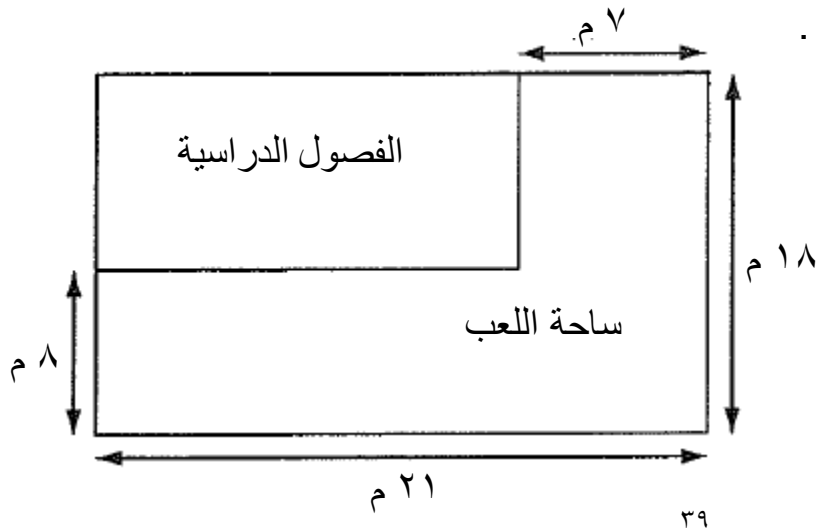 ٧ م
الفصول الدراسية
١٨ م
ساحة اللعب
٨ م
٢١ م
٣٩